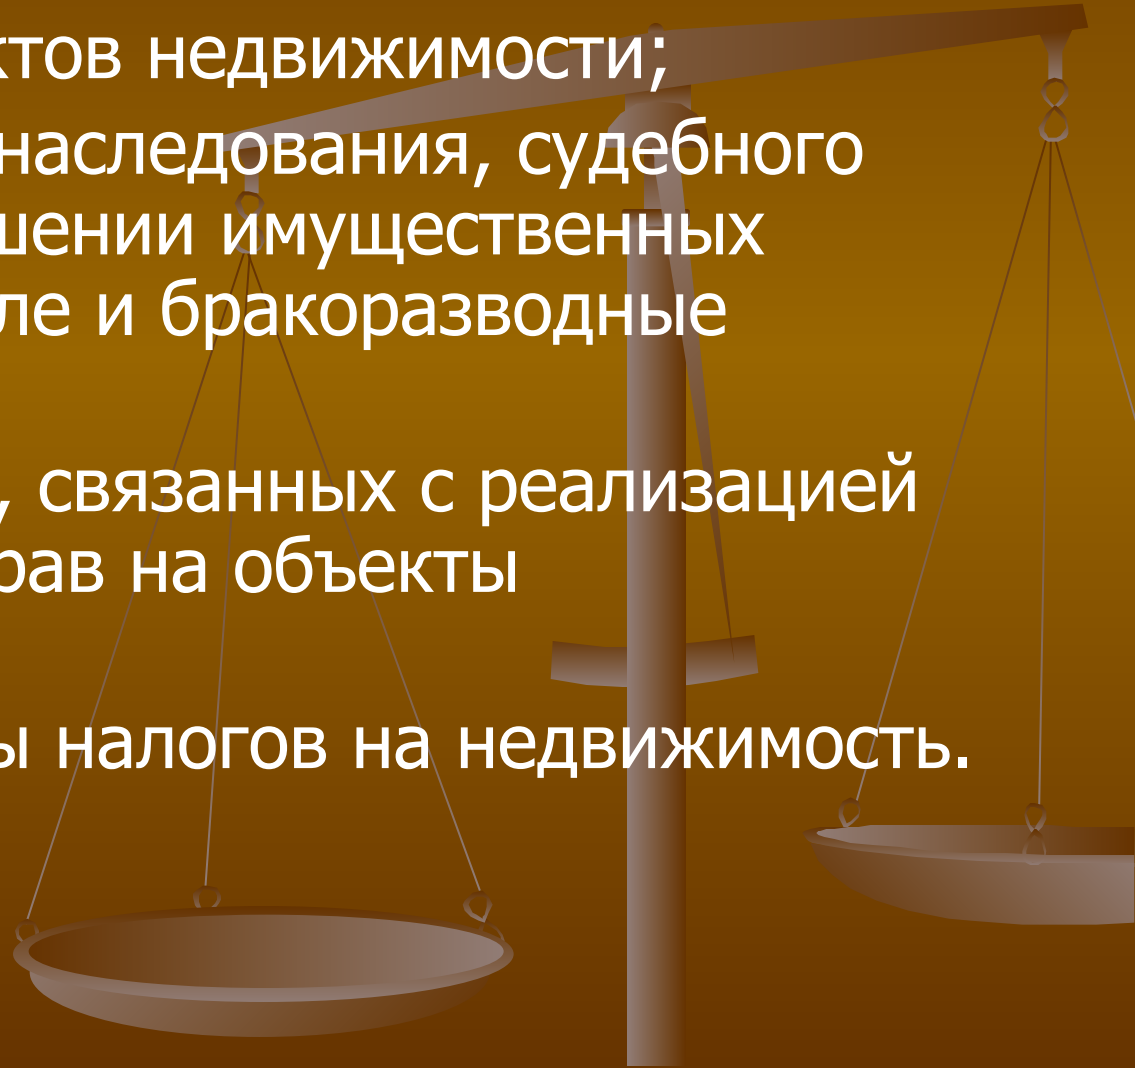 ктов недвижимости;
наследования, судебного
шении имущественных
ле и бракоразводные
, связанных с реализацией
рав на объекты
ы налогов на недвижимость.